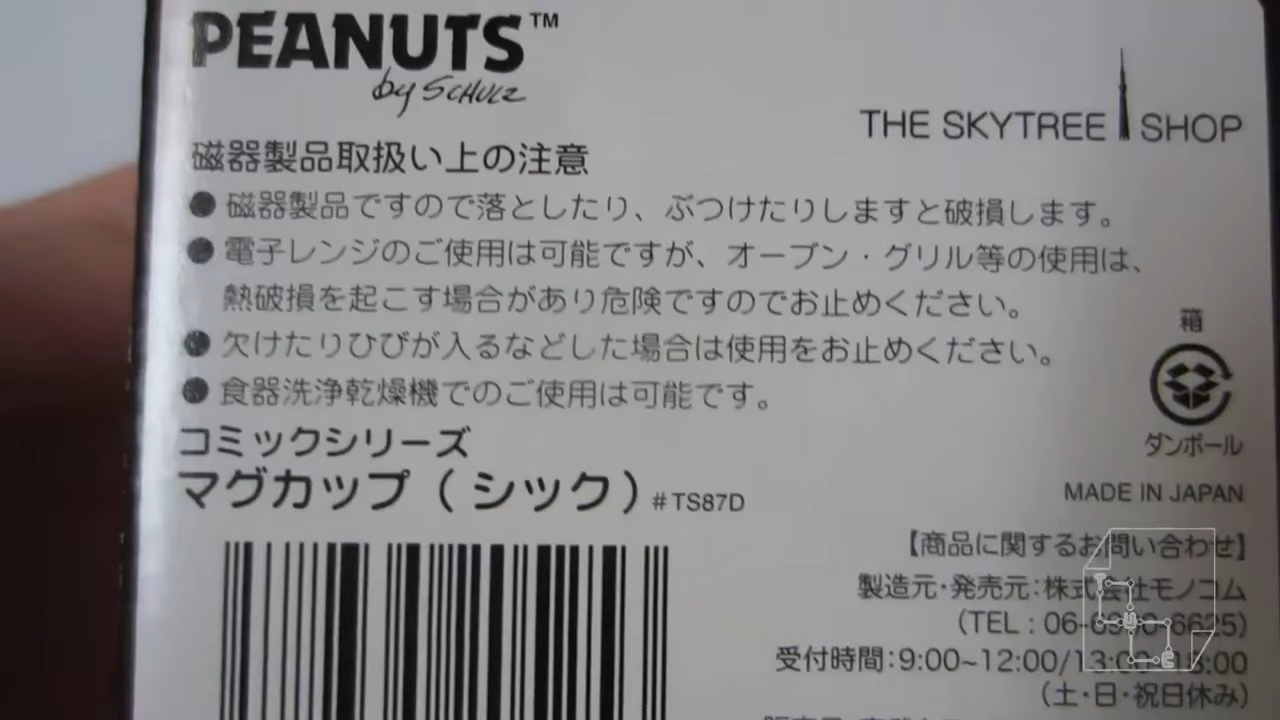 PEANUTS™
by SCHULZ
THE SKYTREE SHOP
磁器製品取扱い上の注意
● 磁器製品ですので落としたり、ぶつけたりしますと破損します。
● 電子レンジのご使用は可能ですが、オーブン・グリル等の使用は、
熱破損を起こす場合があり危険ですのでお止めください。
● 欠けたりひびが入るなどした場合は使用をお止めください。
● 食器洗浄乾燥機でのご使用は可能です。
箱
ダンボール
コミックシリーズ
マグカップ（シック）#TS87D
MADE IN JAPAN
【商品に関するお問い合わせ】
製造元・発売元：株式会社モノコム
(TEL : 06-
受付時間：9:00~12:00/13:00-
（土・日・祝日休み）